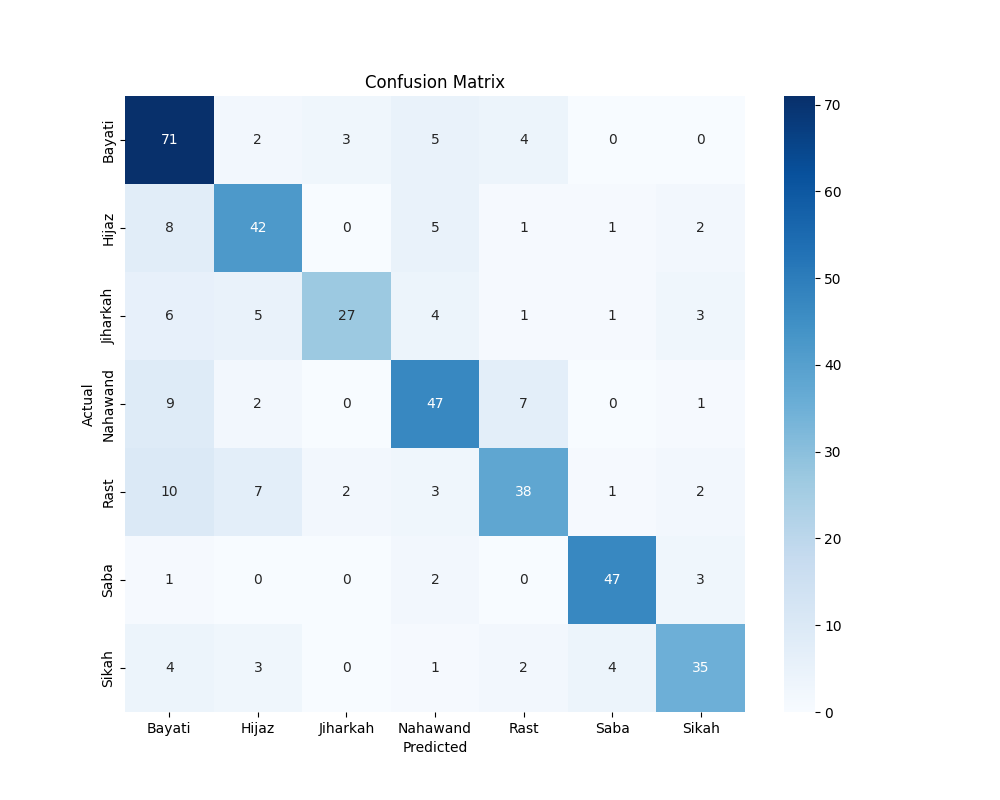 Confusion Matrix
Bayati 71 2 3 5 4 0 0
Hijaz 8 42 0 5 1 1 2
Jiharkah 6 5 27 4 1 1 3
Nahawand 9 2 0 47 7 0 1
Rast 10 7 2 3 38 1 2
Saba 1 0 0 2 0 47 3
Sikah 4 3 0 1 2 4 35
Actual
Bayati Hijaz Jiharkah Nahawand Rast Saba Sikah
Predicted
70
60
50
40
30
20
10
0